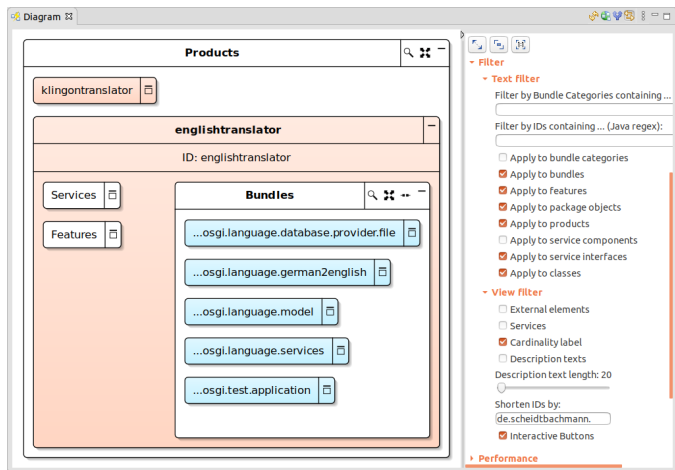 Diagram
Products
klingontranslator
englishtranslator
ID: englishtranslator
Services
Features
Bundles
...osgi.language.database.provider.file
...osgi.language.german2english
...osgi.language.model
...osgi.language.services
...osgi.test.application
Filter
Text filter
Filter by Bundle Categories containing ...
Filter by IDs containing ... (Java regex):
Apply to bundle categories
Apply to bundles
Apply to features
Apply to package objects
Apply to products
Apply to service components
Apply to service interfaces
Apply to classes
View filter
External elements
Services
Cardinality label
Description texts
Description text length: 20
Shorten IDs by:
de.scheidtbachmann.
Interactive Buttons
Performance